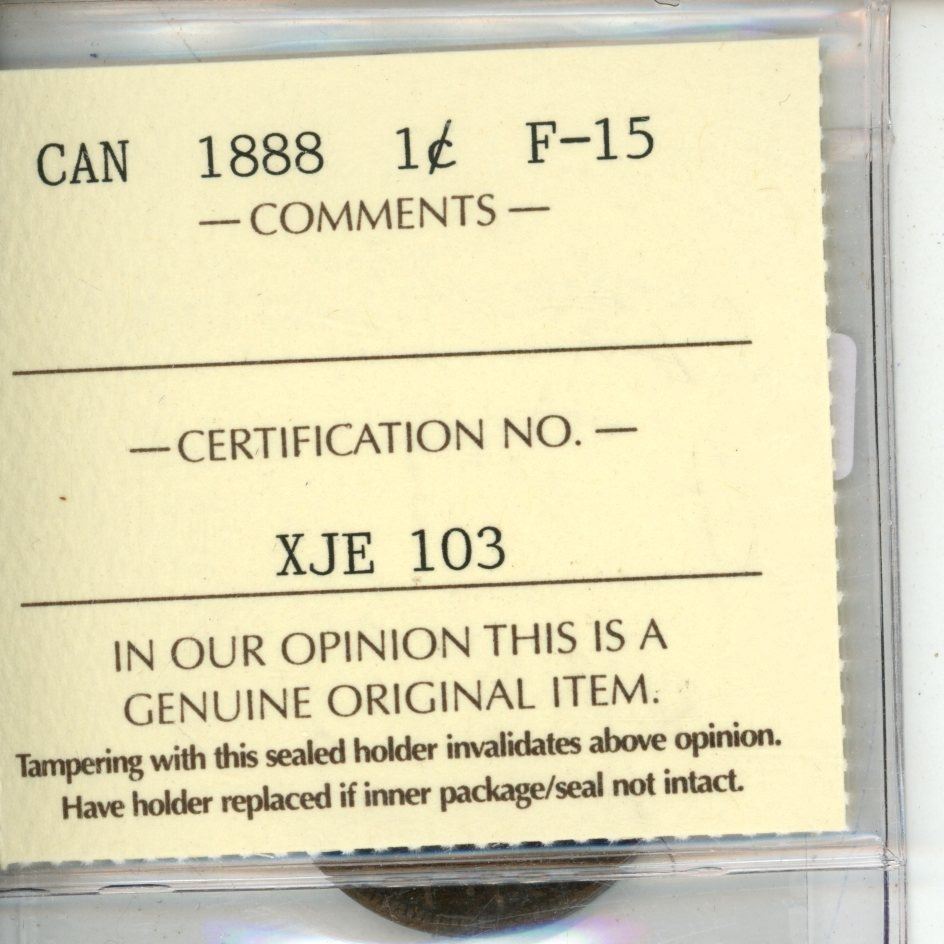 CAN 1888 1¢ F-15
— COMMENTS —
— CERTIFICATION NO. —
XJE 103
IN OUR OPINION THIS IS A
GENUINE ORIGINAL ITEM.
Tampering with this sealed holder invalidates above opinion.
Have holder replaced if inner package/seal not intact.